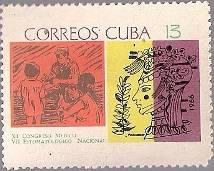 CORREOS CUBA 13
XI CONGRESO MEDICO
VII ESTOMATOLOGICO NACIONAL
1966